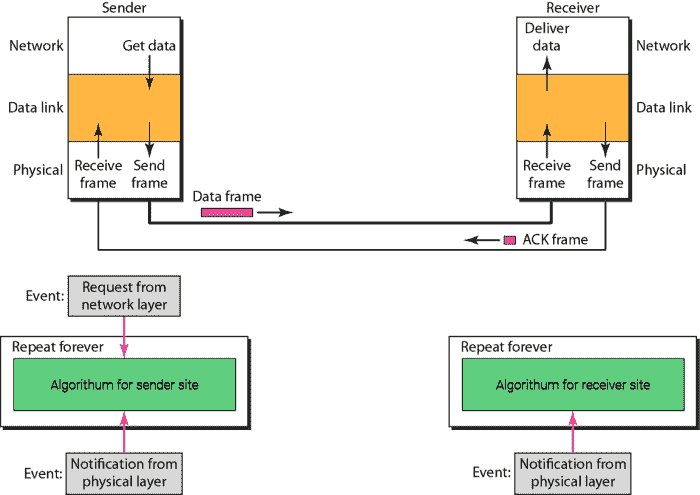 Sender
Receiver
Network
Get data
Deliver
data
Network
Data link
Data link
Physical
Receive
frame
Send
frame
Receive
frame
Send
frame
Physical
Data frame
ACK frame
Event:
Request from
network layer
Repeat forever
Algorithum for sender site
Repeat forever
Algorithum for receiver site
Event:
Notification from
physical layer
Event:
Notification from
physical layer